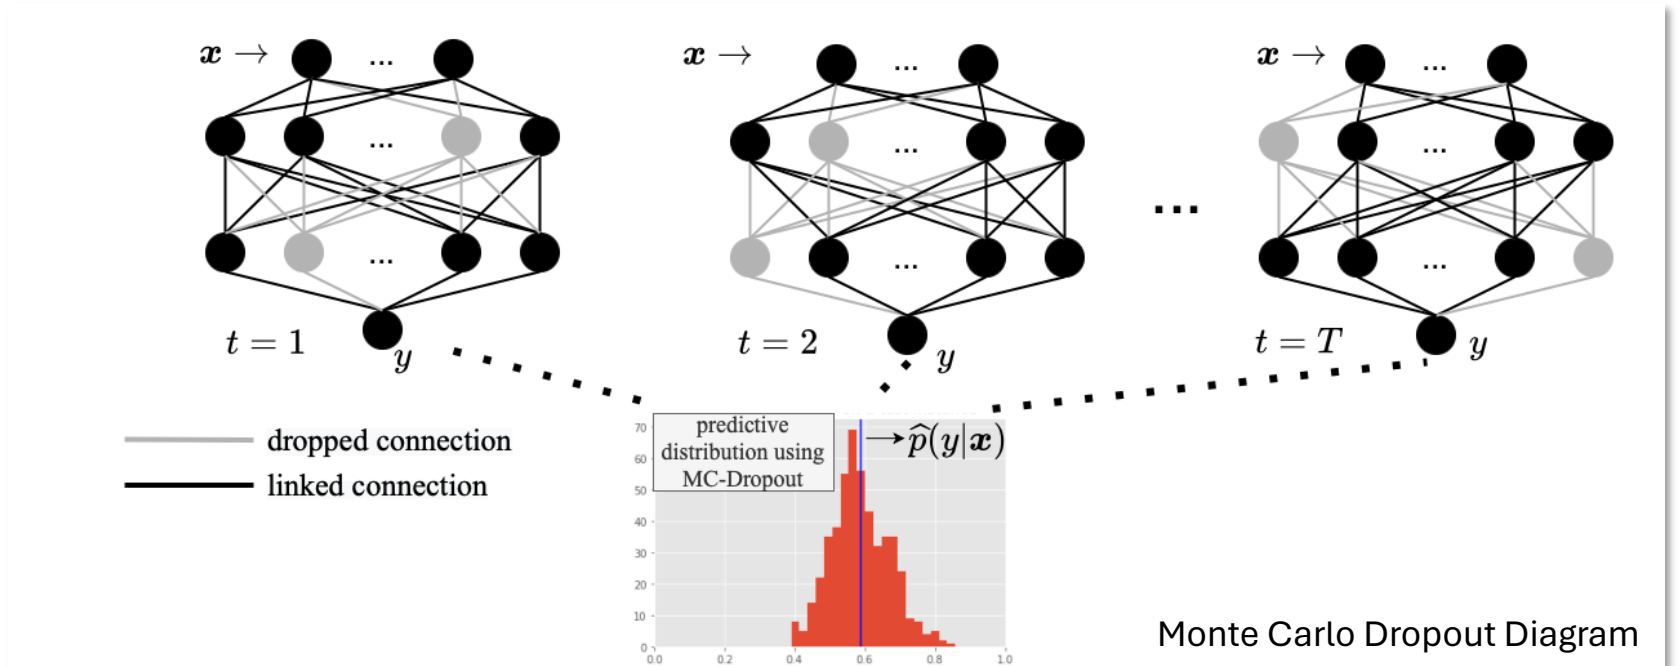 x → ... x → ... x → ...
... ... ...
...
... ... ...
t = 1 y t = 2 y t = T y
dropped connection
linked connection
predictive
distribution using
MC-Dropout
→ p̂(y|x)
70
60
50
40
30
20
10
0
0.0 0.2 0.4 0.6 0.8 1.0
Monte Carlo Dropout Diagram